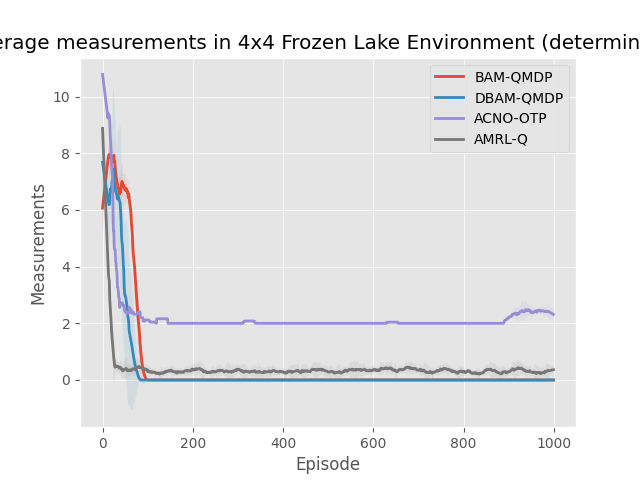 erage measurements in 4x4 Frozen Lake Environment (determin
BAM-QMDP
DBAM-QMDP
ACNO-OTP
AMRL-Q
Measurements
10
8
6
4
2
0
0 200 400 600 800 1000
Episode